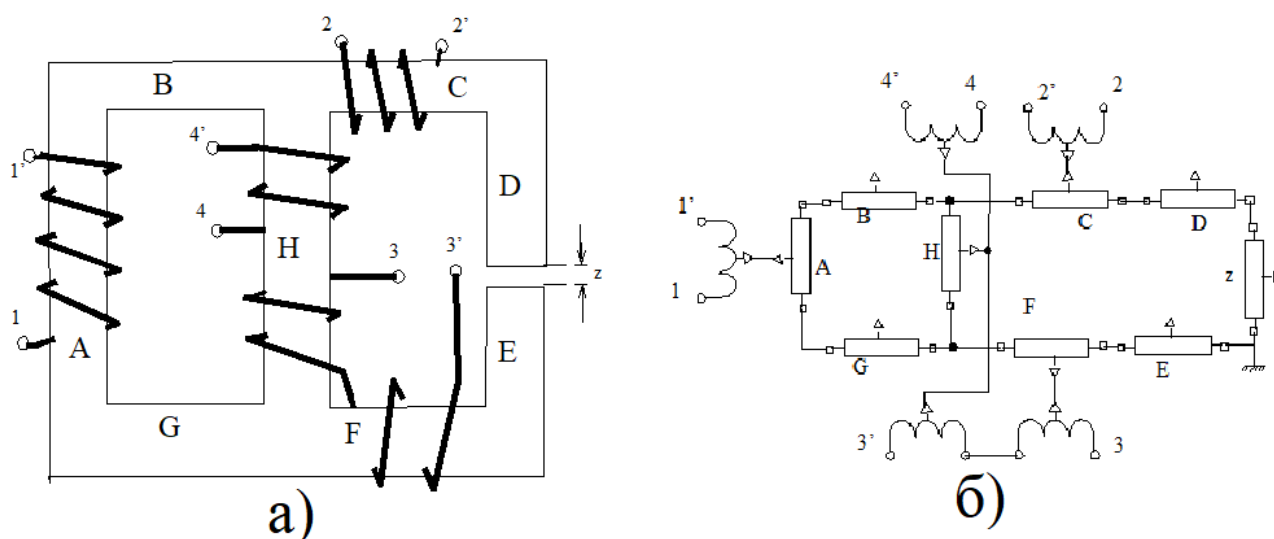 2 2'
B C
4'
1'
D
4
H 3 3'
z
1 A
E
G F
а)
4' 4 2' 2
1' B C D
A H
1 F z
G E
3' 3
б)